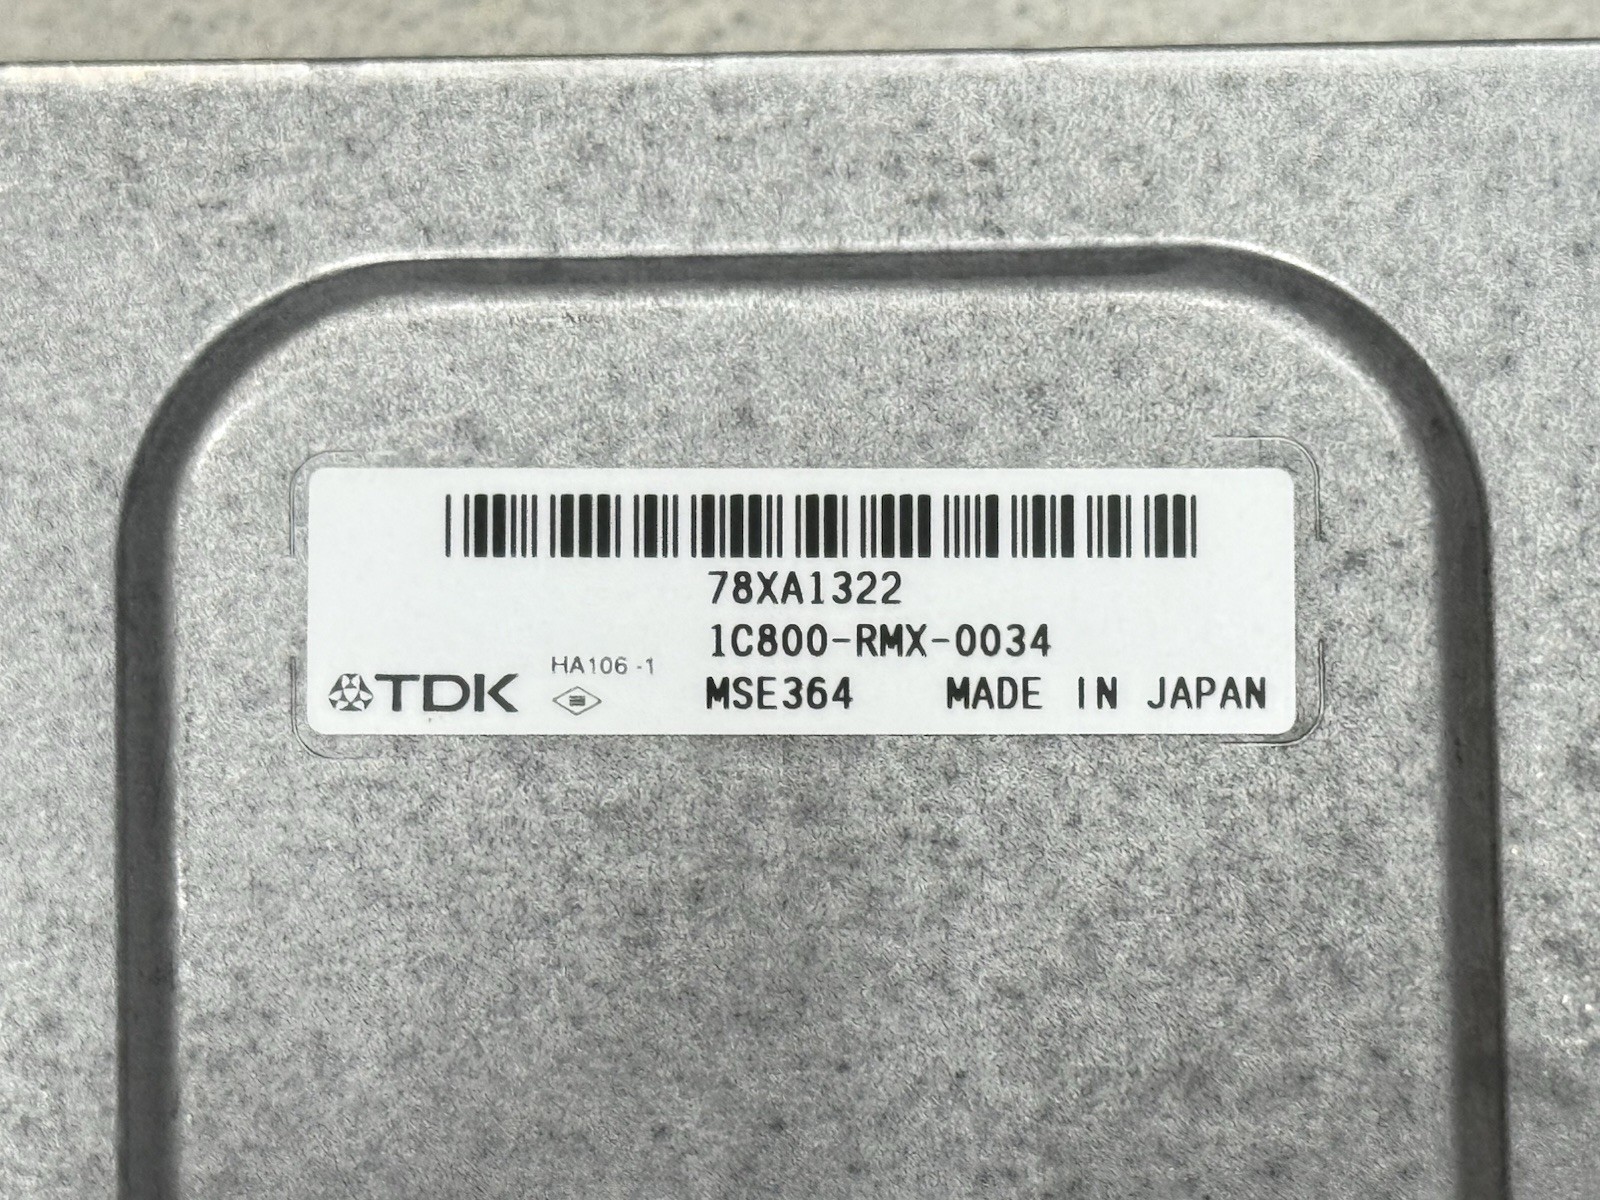 78XA1322
1C800-RMX-0034
TDK HA106 -1 MSE364 MADE IN JAPAN